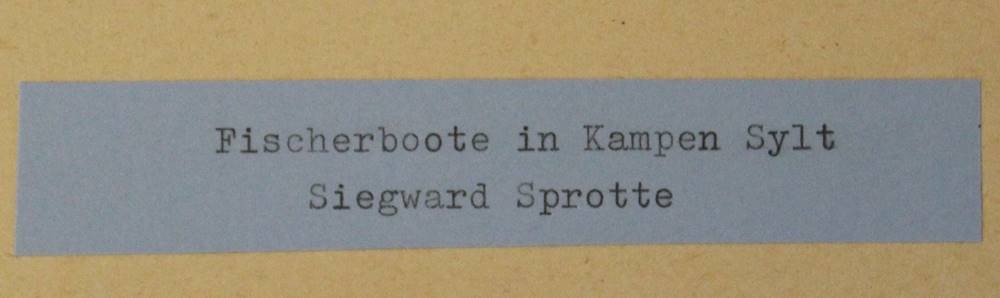 Fischerboote in Kampen Sylt
Siegward Sprotte